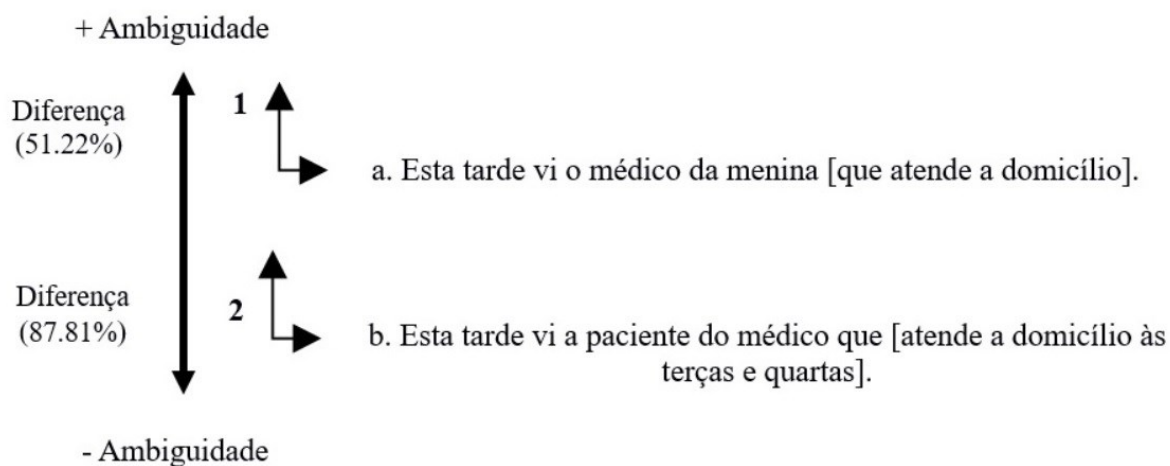 + Ambiguidade
Diferença
(51.22%)
1
a. Esta tarde vi o médico da menina [que atende a domicílio].
Diferença
(87.81%)
2
b. Esta tarde vi a paciente do médico que [atende a domicílio às
terças e quartas].
- Ambiguidade